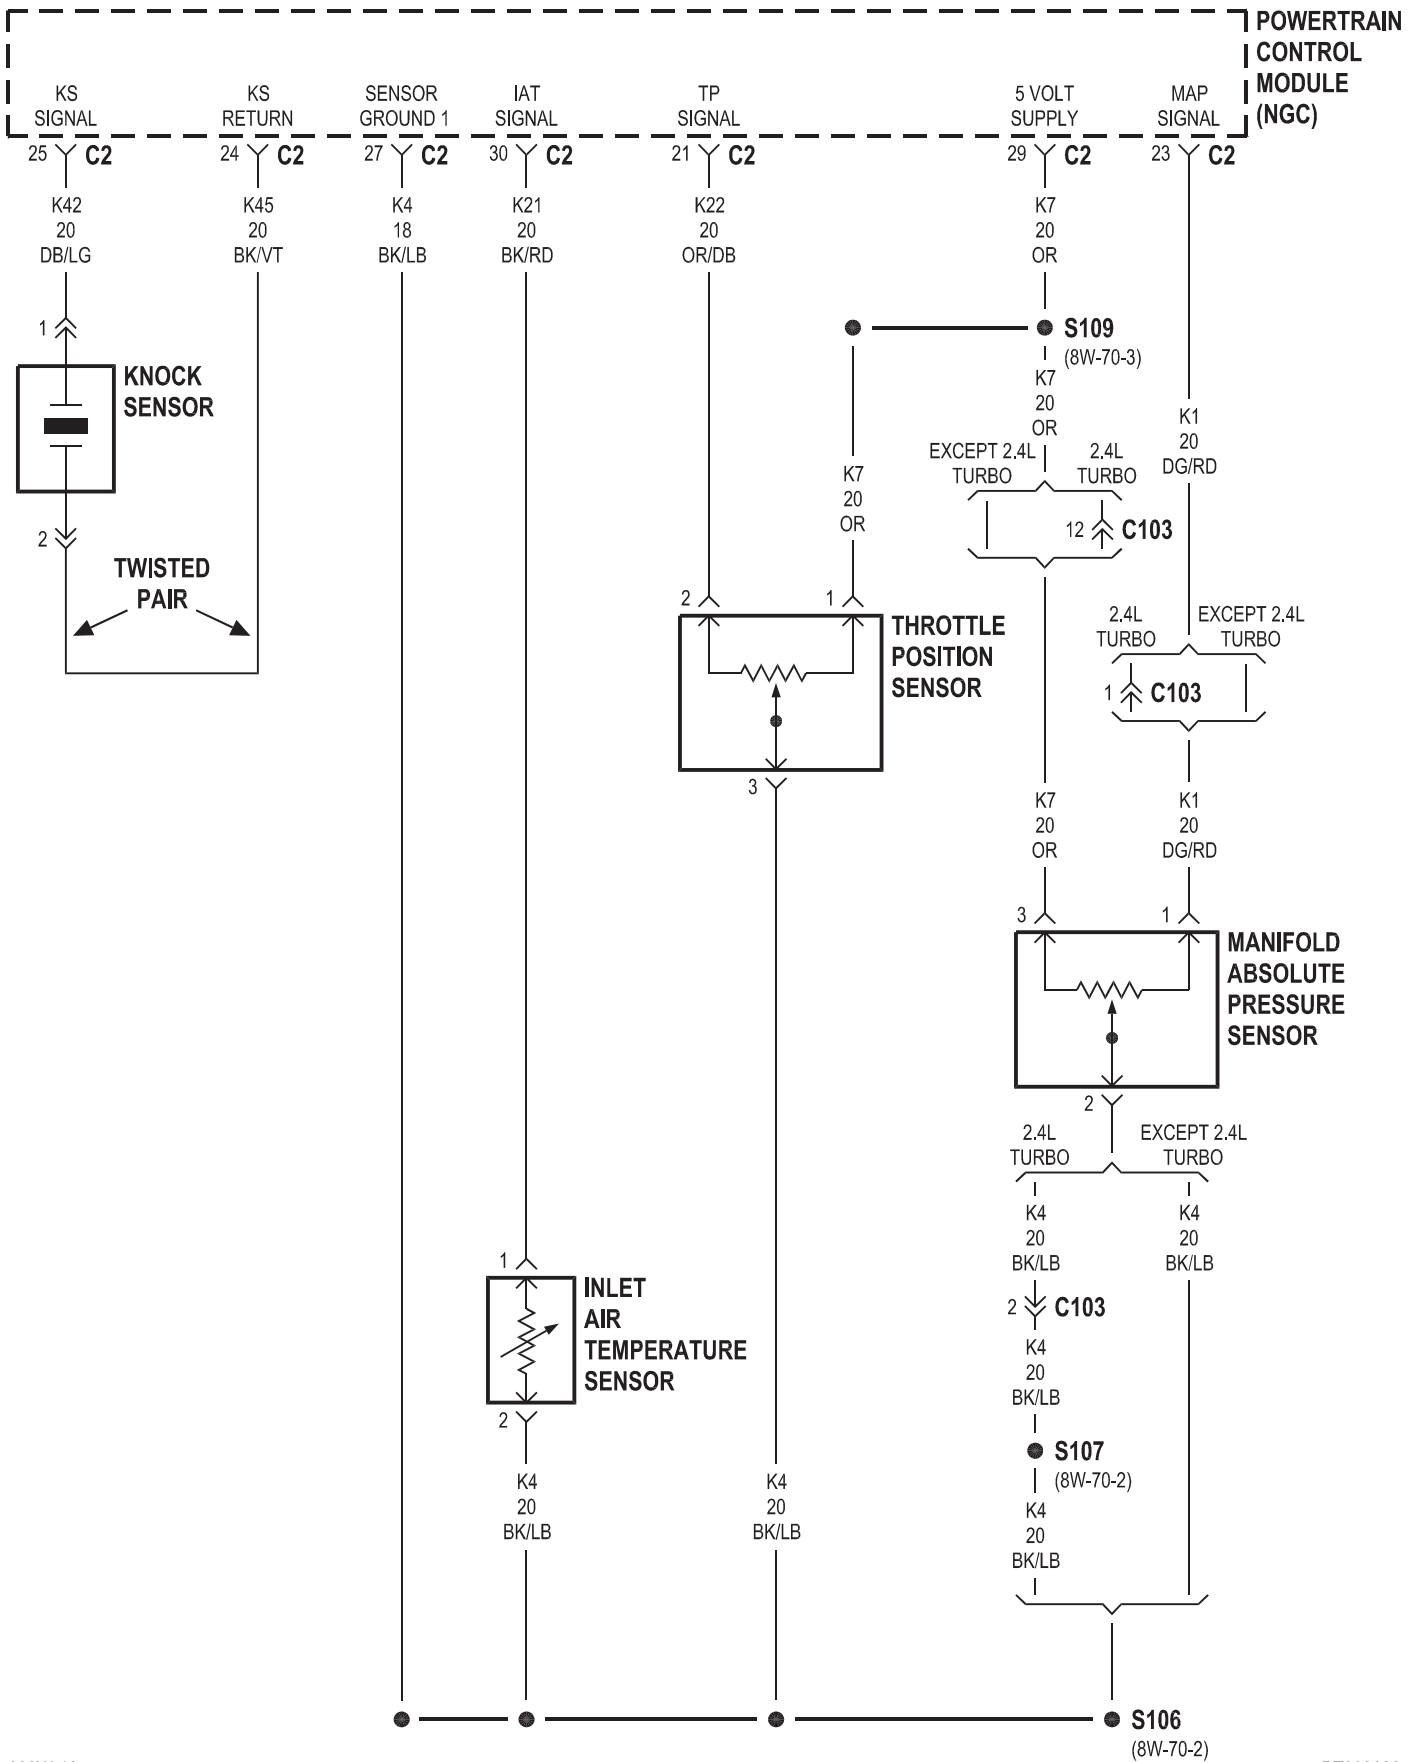 POWERTRAIN
CONTROL
MODULE
(NGC)
KS
SIGNAL
KS
RETURN
SENSOR
GROUND 1
IAT
SIGNAL
TP
SIGNAL
5 VOLT
SUPPLY
MAP
SIGNAL
25 C2
24 C2
27 C2
30 C2
21 C2
29 C2
23 C2
K42
20
DB/LG
K45
20
BK/VT
K4
18
BK/LB
K21
20
BK/RD
K22
20
OR/DB
K7
20
OR
1
KNOCK
SENSOR
2
TWISTED
PAIR
S109
(8W-70-3)
K7
20
OR
K7
20
OR
K1
20
DG/RD
EXCEPT 2.4L
TURBO
2.4L
TURBO
12 C103
2.4L
TURBO
EXCEPT 2.4L
TURBO
1 C103
2
1
THROTTLE
POSITION
SENSOR
3
K7
20
OR
K1
20
DG/RD
3
1
MANIFOLD
ABSOLUTE
PRESSURE
SENSOR
2
2.4L
TURBO
EXCEPT 2.4L
TURBO
K4
20
BK/LB
K4
20
BK/LB
2 C103
K4
20
BK/LB
S107
(8W-70-2)
K4
20
BK/LB
1
INLET
AIR
TEMPERATURE
SENSOR
2
K4
20
BK/LB
K4
20
BK/LB
S106
(8W-70-2)